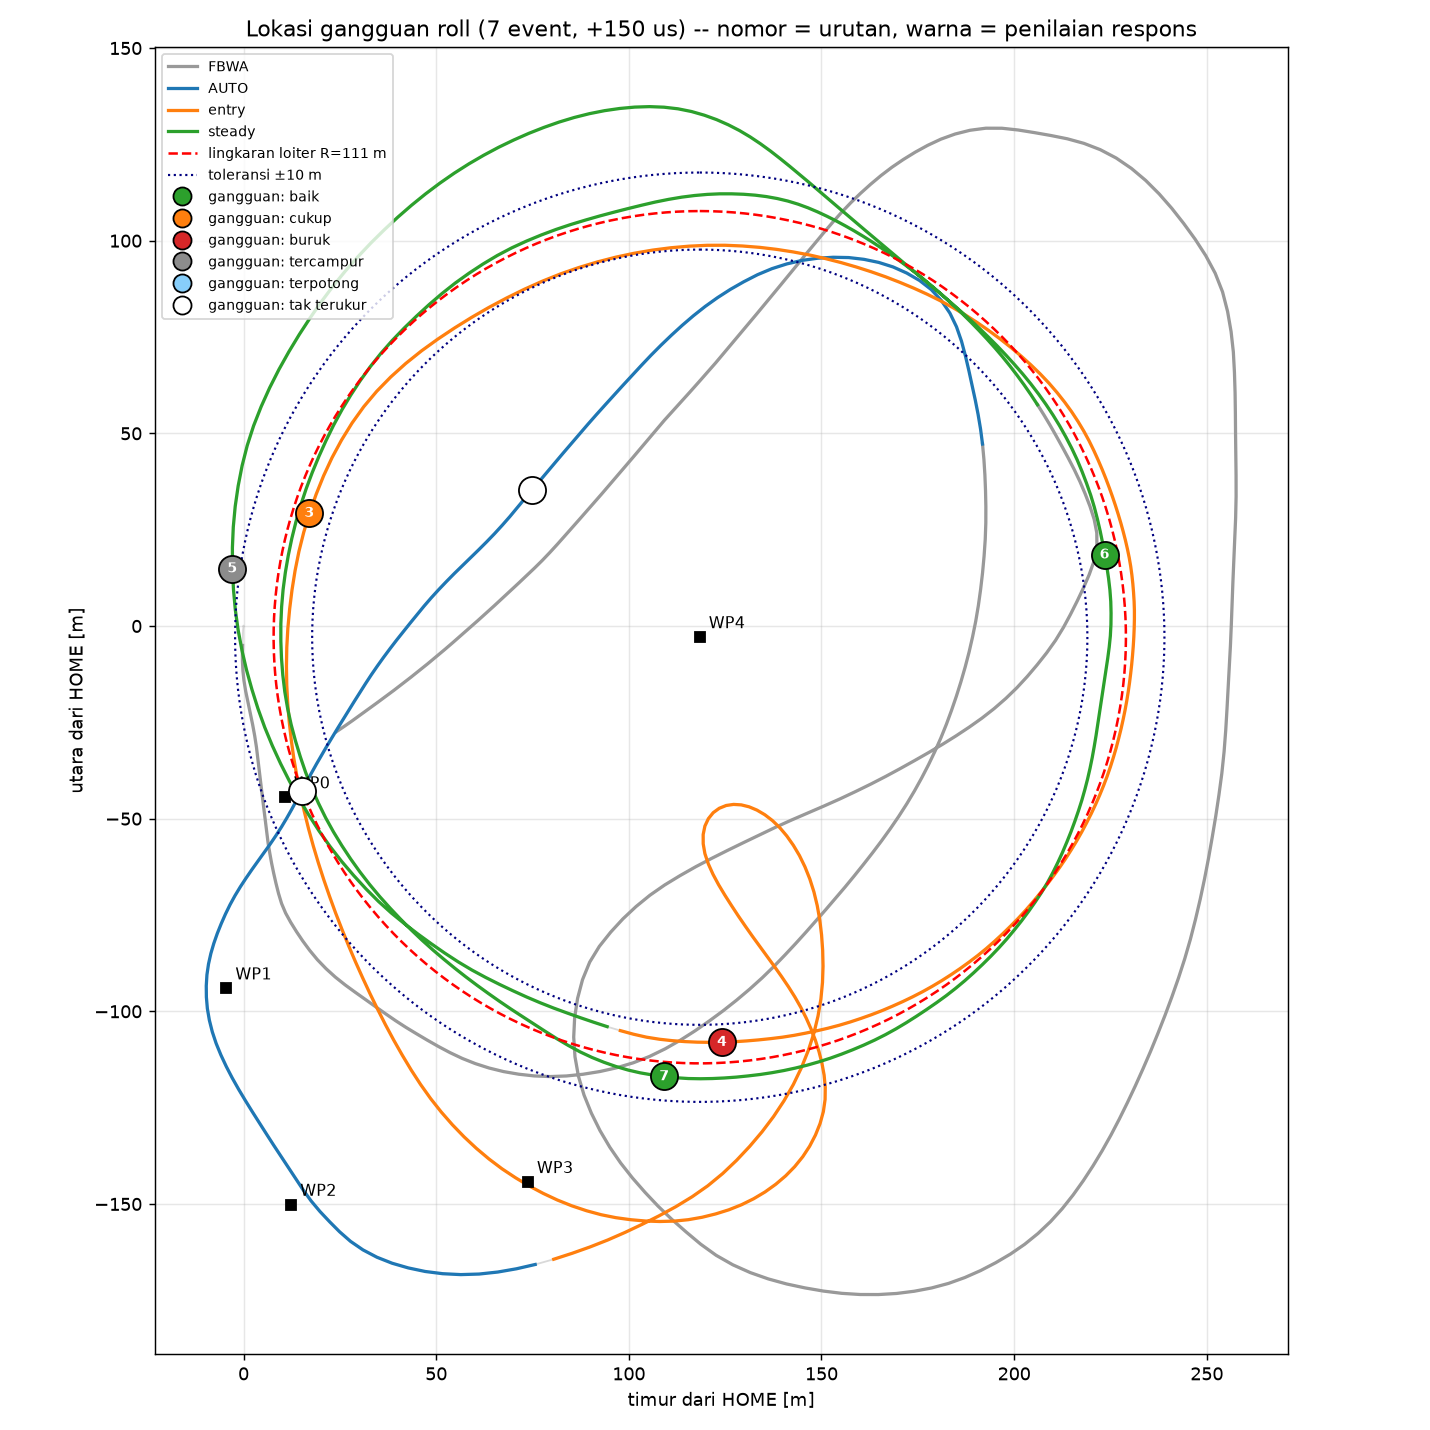 Lokasi gangguan roll (7 event, +150 us) -- nomor = urutan, warna = penilaian respons
FBWA
AUTO
entry
steady
lingkaran loiter R=111 m
toleransi ±10 m
gangguan: baik
gangguan: cukup
gangguan: buruk
gangguan: tercampur
gangguan: terpotong
gangguan: tak terukur
150
100
50
0
−50
−100
−150
utara dari HOME [m]
3
5
6
WP4
P0
WP1
4
7
WP3
WP2
0
50
100
150
200
250
timur dari HOME [m]